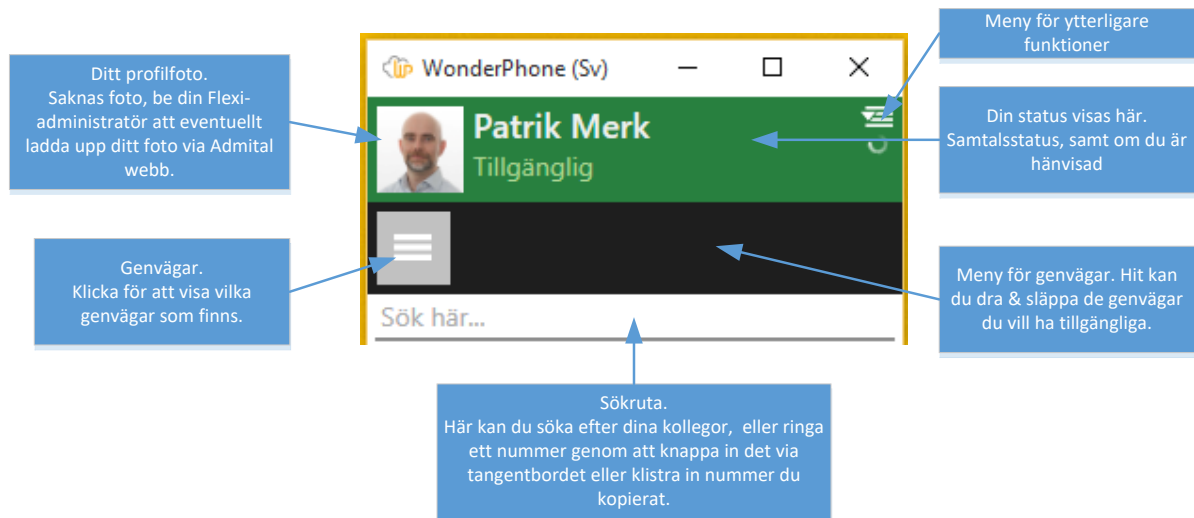 Meny för ytterligare
funktioner
Ditt profilfoto.
Saknas foto, be din Flexi-
administratör att eventuellt
ladda upp ditt foto via Admital
webb.
WonderPhone (Sv)
Patrik Merk
Tillgänglig
Din status visas här.
Samtalsstatus, samt om du är
hänvisad
Genvägar.
Klicka för att visa vilka
genvägar som finns.
Meny för genvägar. Hit kan
du dra & släppa de genvägar
du vill ha tillgängliga.
Sök här...
Sökruta.
Här kan du söka efter dina kollegor,  eller ringa
ett nummer genom att knappa in det via
tangentbordet eller klistra in nummer du
kopierat.